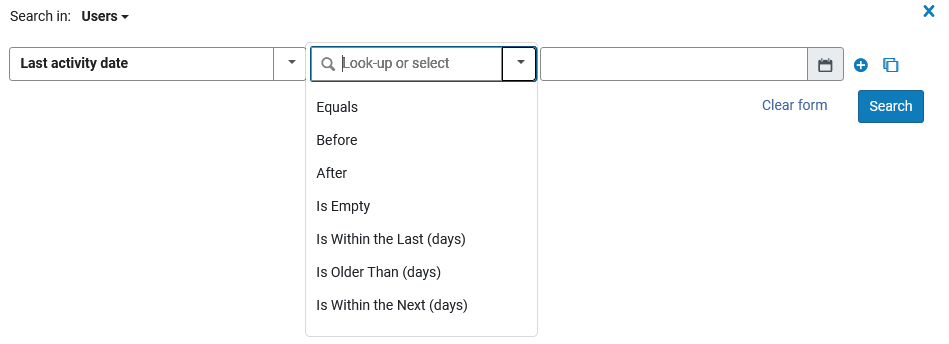 Search in: Users
Last activity date
Look-up or select
Equals
Before
After
Is Empty
Is Within the Last (days)
Is Older Than (days)
Is Within the Next (days)
Clear form
Search